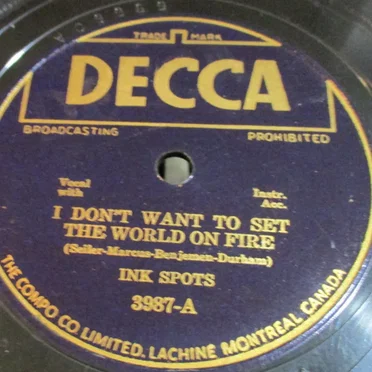 TRADE MARK
DECCA
BROADCASTING PROHIBITED
Vocal with
Instr. Acc.
I DON'T WANT TO SET
THE WORLD ON FIRE
(Seiler-Marcus-Benjemen-Durham)
INK SPOTS
3987-A
THE COMPO CO. LIMITED. LACHINE MONTREAL CANADA